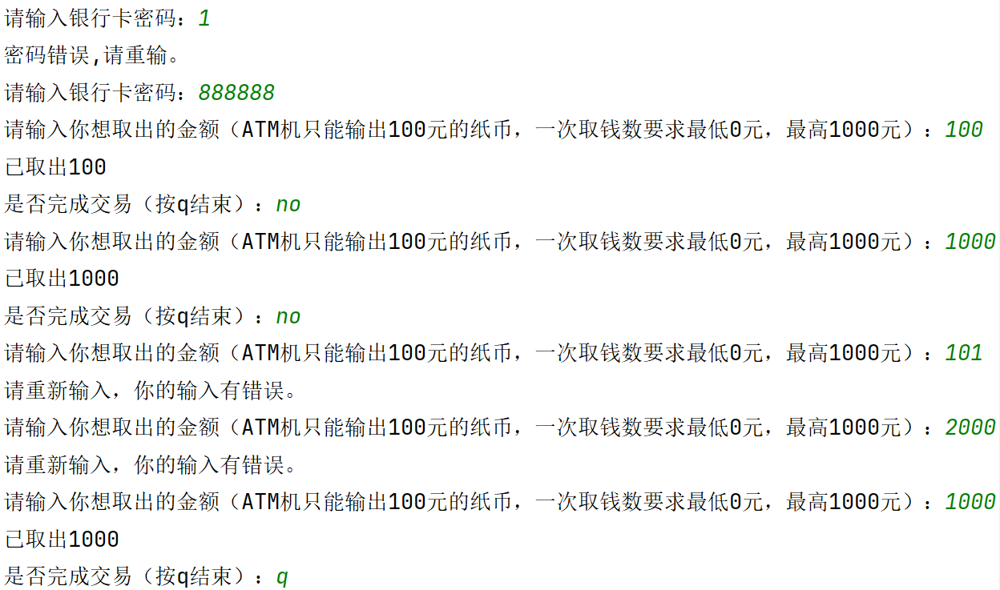 请输入银行卡密码：1
密码错误,请重输。
请输入银行卡密码：888888
请输入你想取出的金额（ATM机只能输出100元的纸币，一次取钱数要求最低0元，最高1000元）：100
已取出100
是否完成交易（按q结束）：no
请输入你想取出的金额（ATM机只能输出100元的纸币，一次取钱数要求最低0元，最高1000元）：1000
已取出1000
是否完成交易（按q结束）：no
请输入你想取出的金额（ATM机只能输出100元的纸币，一次取钱数要求最低0元，最高1000元）：101
请重新输入，你的输入有错误。
请输入你想取出的金额（ATM机只能输出100元的纸币，一次取钱数要求最低0元，最高1000元）：2000
请重新输入，你的输入有错误。
请输入你想取出的金额（ATM机只能输出100元的纸币，一次取钱数要求最低0元，最高1000元）：1000
已取出1000
是否完成交易（按q结束）：q